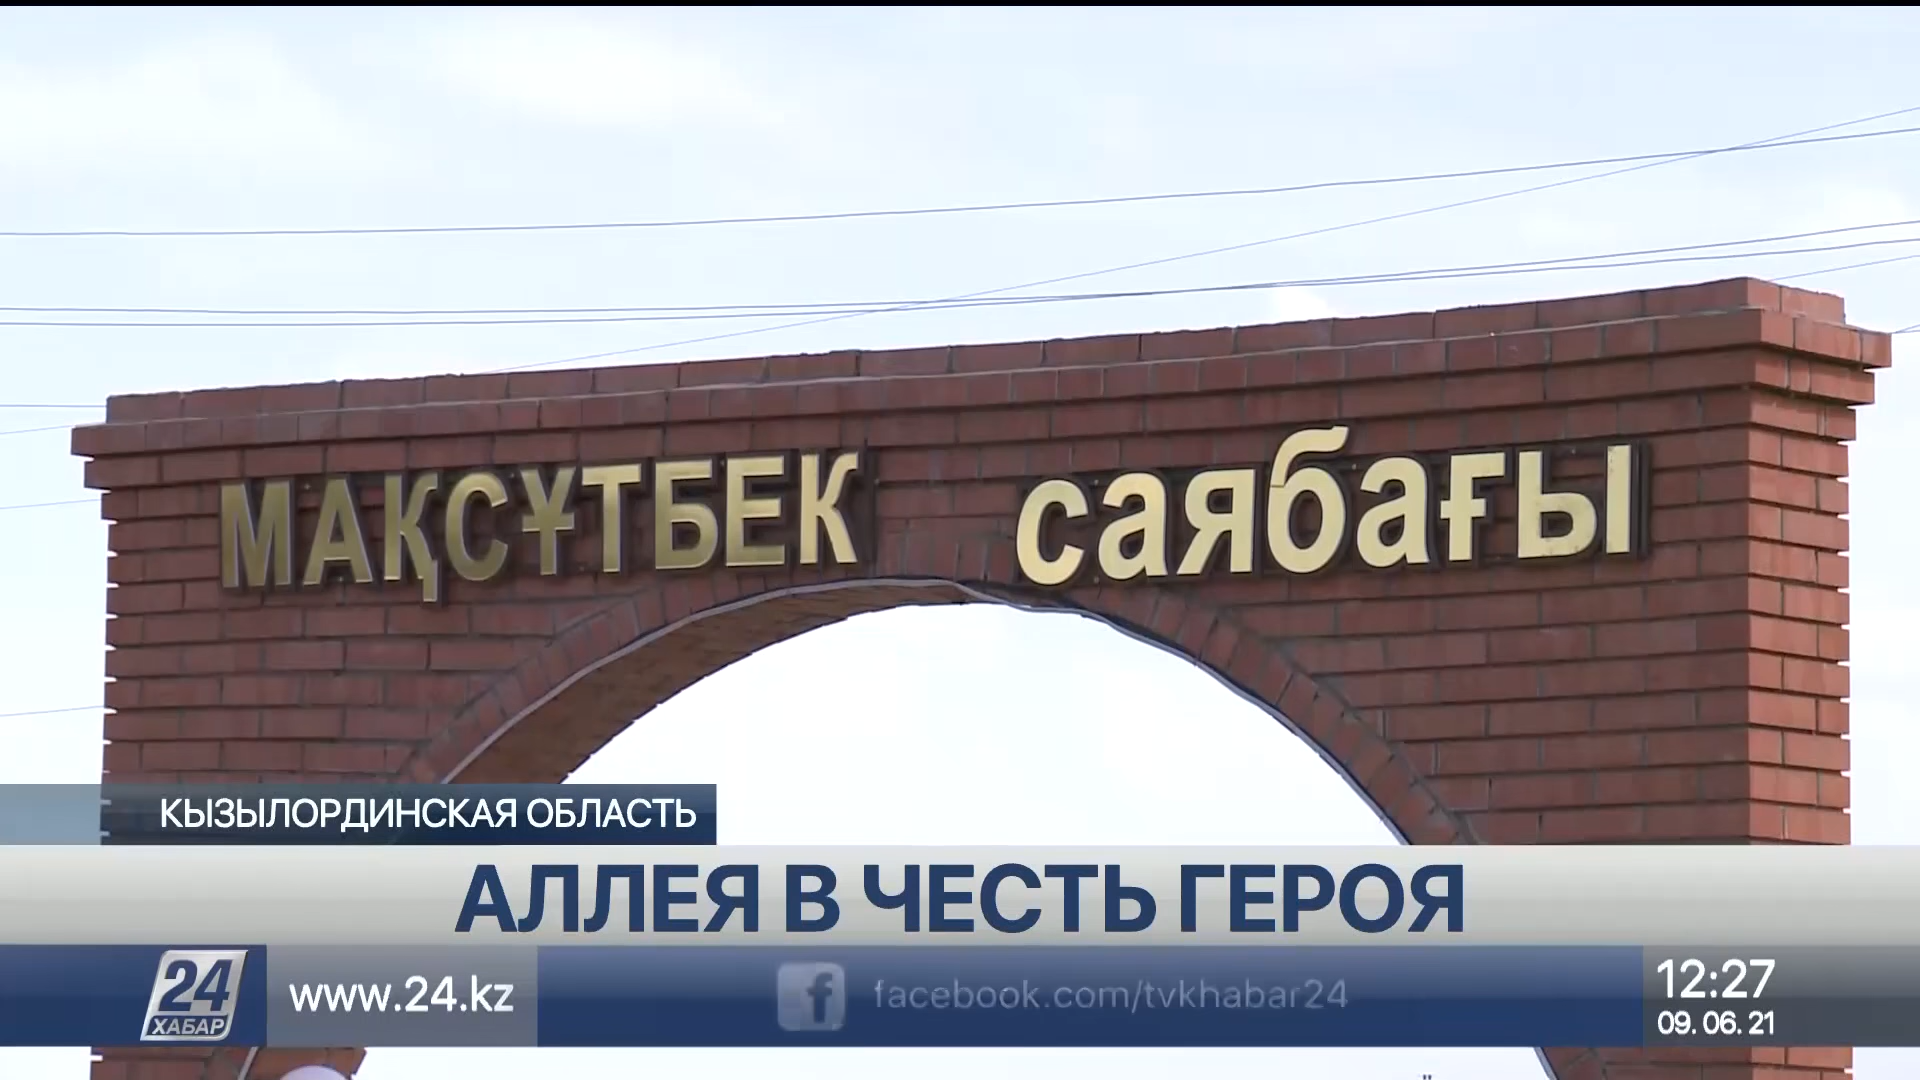 МАҚСҰТБЕК саябағы
КЫЗЫЛОРДИНСКАЯ ОБЛАСТЬ
АЛЛЕЯ В ЧЕСТЬ ГЕРОЯ
24
ХАБАР
www.24.kz
facebook.com/tvkhabar24
12:27
09. 06. 21